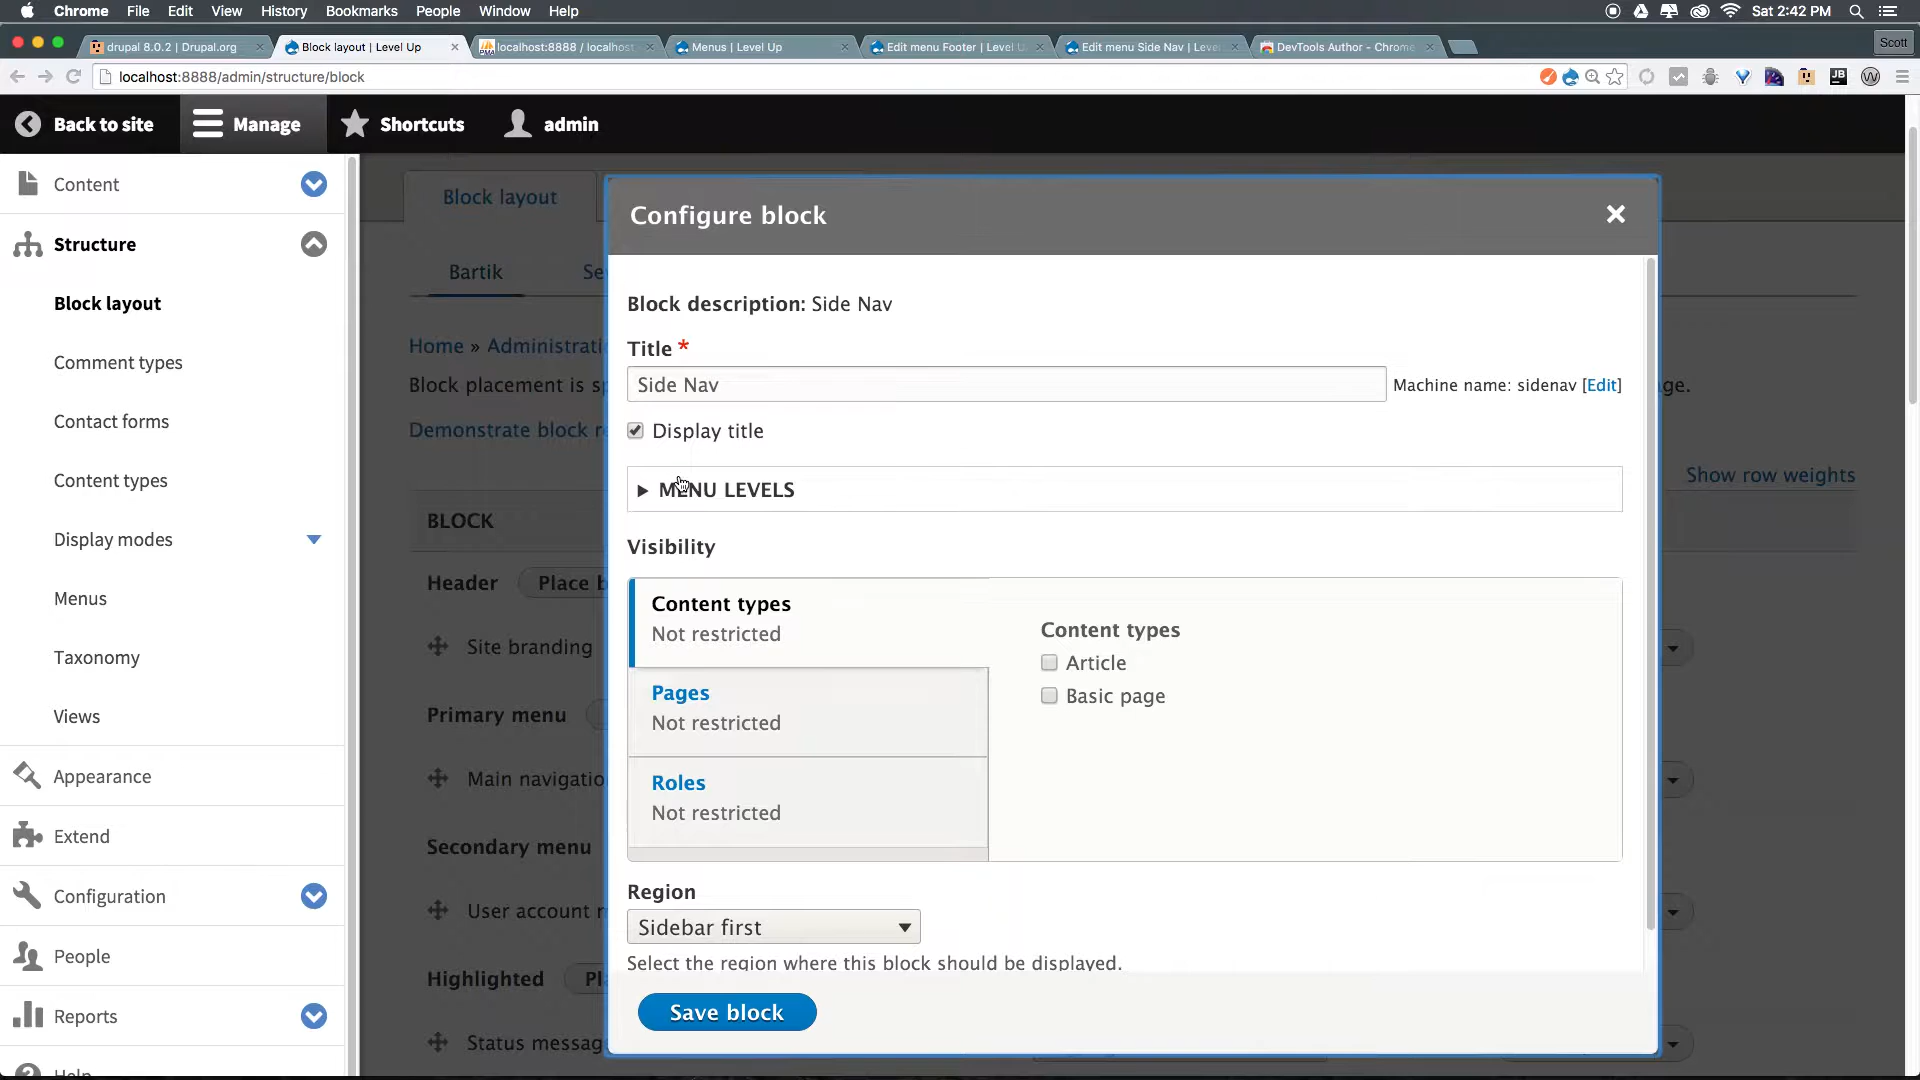 Chrome File Edit View History Bookmarks People Window Help Sat 2:42 PM
drupal 8.0.2 | Drupal.org Block layout | Level Up localhost:8888 / localhost Menus | Level Up Edit menu Footer | Level U Edit menu Side Nav | Level DevTools Author - Chrome Scott
localhost:8888/admin/structure/block
Back to site Manage Shortcuts admin
Content
Structure
Block layout
Comment types
Contact forms
Content types
Display modes
Menus
Taxonomy
Views
Appearance
Extend
Configuration
People
Reports
Help
Block layout
Bartik Se
Home » Administrati
Block placement is s ge.
Demonstrate block r
Show row weights
BLOCK
Header Place b
Site branding
Primary menu
Main navigatio
Secondary menu
User account
Highlighted Pl
Status messag
Configure block
Block description: Side Nav
Title *
Side Nav Machine name: sidenav [Edit]
Display title
MENU LEVELS
Visibility
Content types
Not restricted
Pages
Not restricted
Roles
Not restricted
Content types
Article
Basic page
Region
Sidebar first
Select the region where this block should be displayed.
Save block